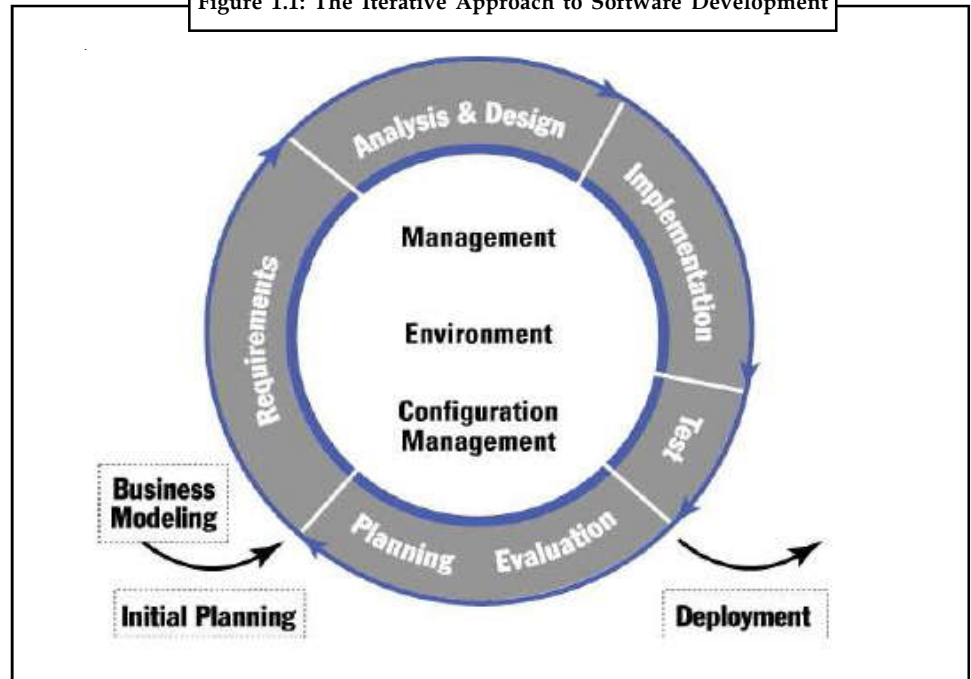 Figure 1.1: The Iterative Approach to Software Development
Analysis & Design
Implementation
Requirements
Management
Environment
Configuration
Management
Test
Business
Modeling
Planning
Evaluation
Initial Planning
Deployment